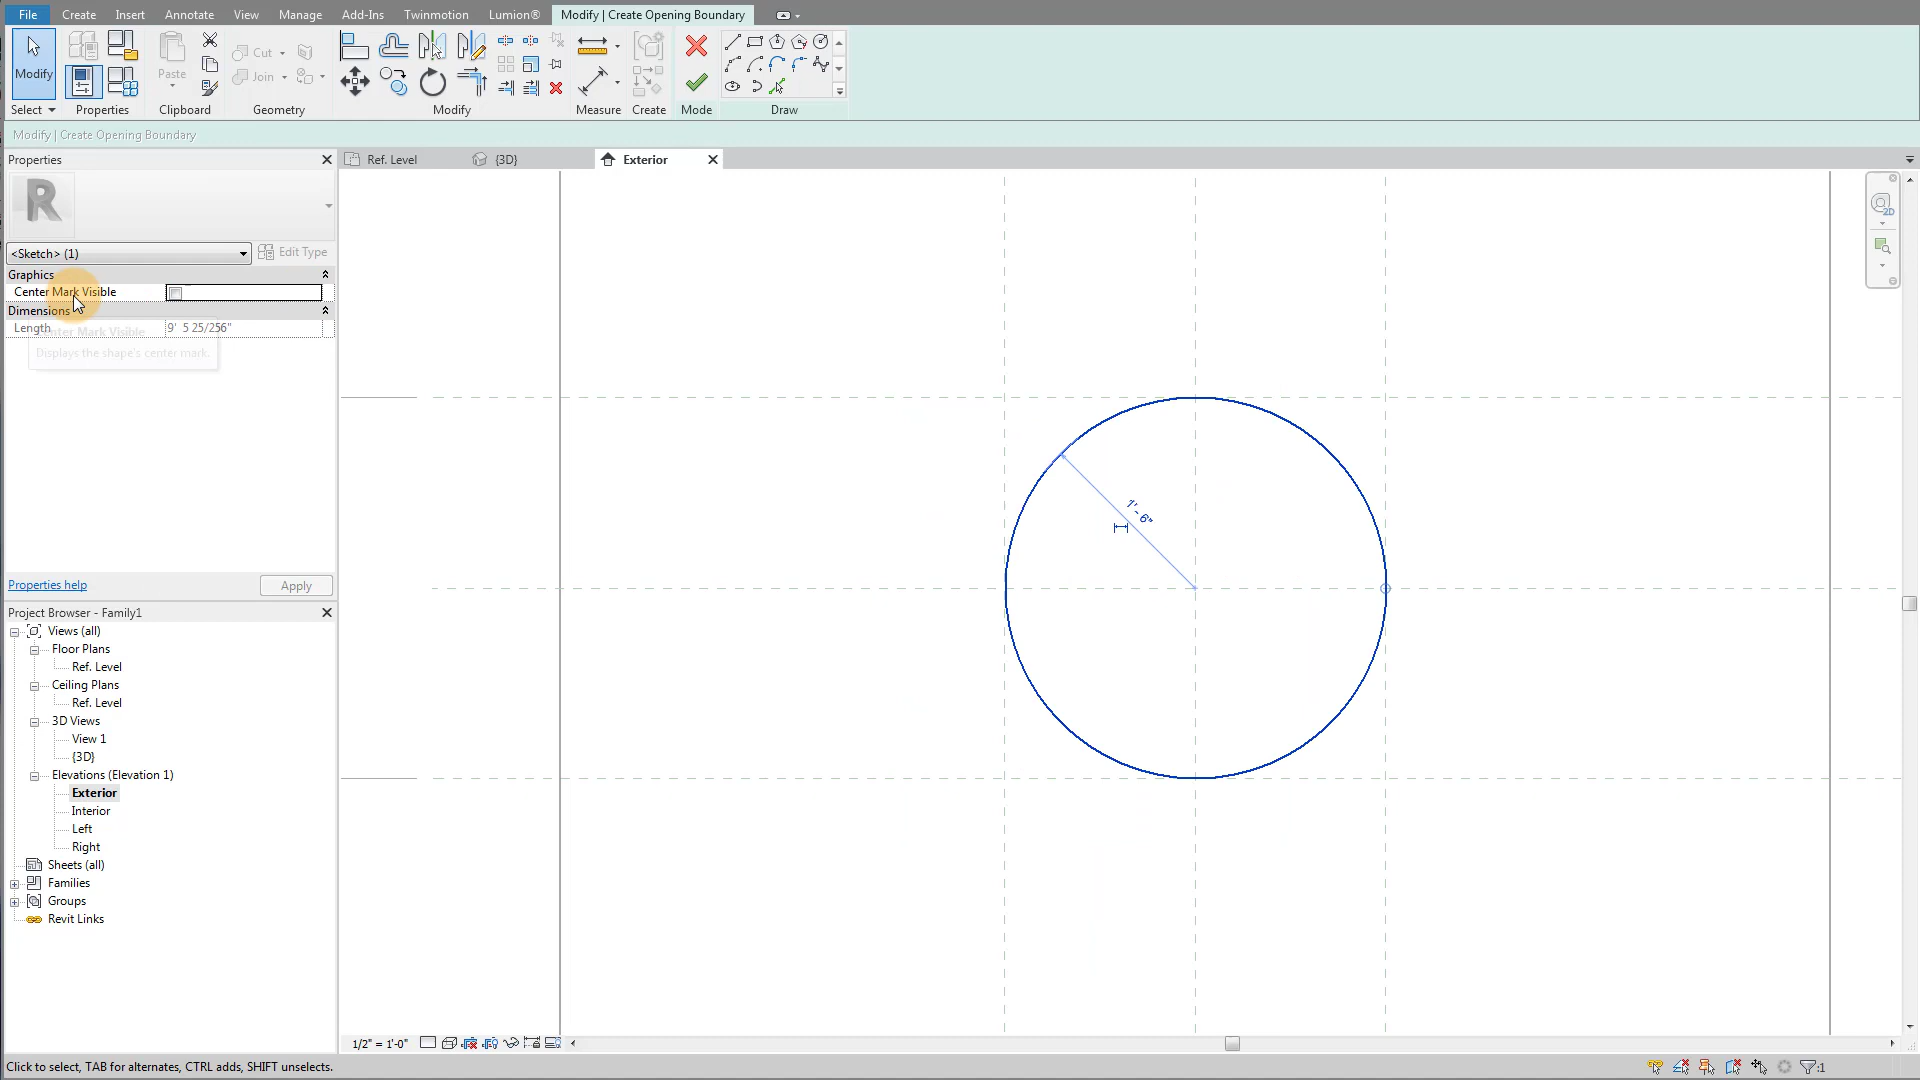 File Create Insert Annotate View Manage Add-Ins Twinmotion Lumion® Modify | Create Opening Boundary
Modify
Paste
Cut
Join
Select Properties Clipboard Geometry Modify Measure Create Mode Draw
Modify | Create Opening Boundary
Properties
R
<Sketch> (1)
Edit Type
Graphics
Center Mark Visible
Dimensions
Length 9' 5 25/256"
Center Mark Visible
Displays the shape's center mark.
Properties help
Apply
Project Browser - Family1
Views (all)
Floor Plans
Ref. Level
Ceiling Plans
Ref. Level
3D Views
View 1
{3D}
Elevations (Elevation 1)
Exterior
Interior
Left
Right
Sheets (all)
Families
Groups
Revit Links
Ref. Level {3D} Exterior
2D
1' - 6"
1/2" = 1'-0"
Click to select, TAB for alternates, CTRL adds, SHIFT unselects.
:1